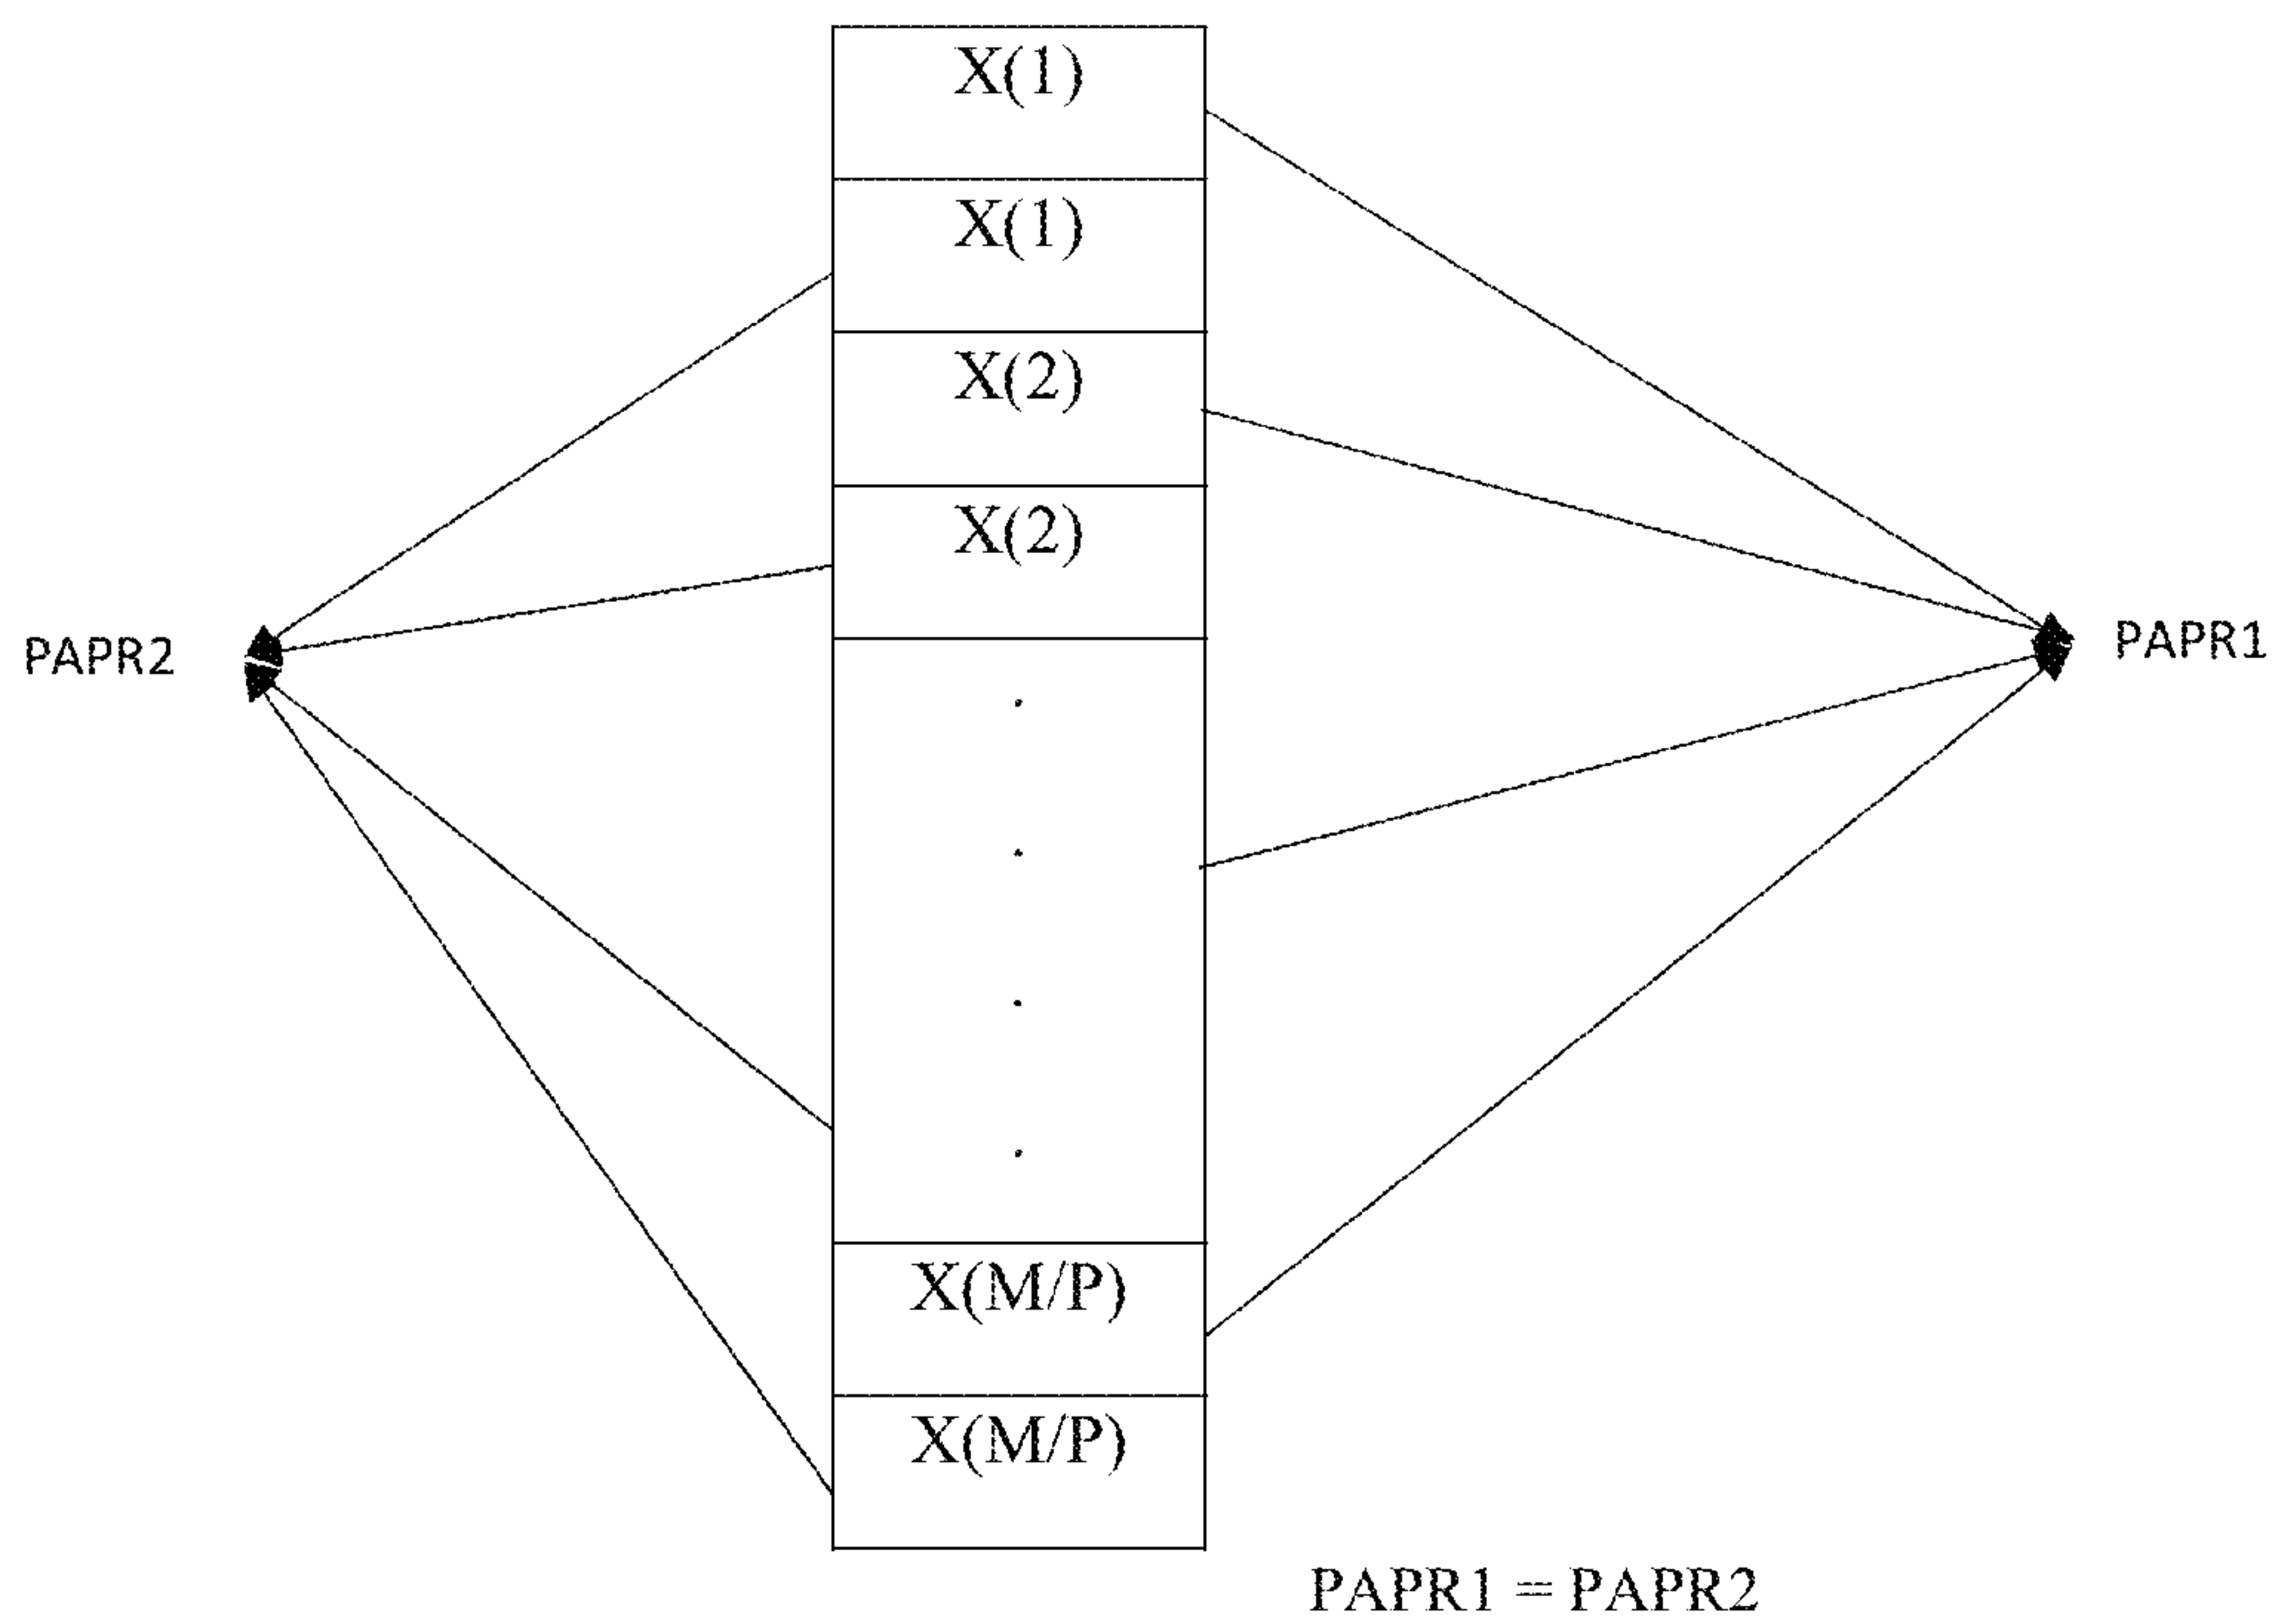 X(1)
X(1)
X(2)
X(2)
PAPR2
PAPR1
.
.
.
.
X(M/P)
X(M/P)
PAPR1 = PAPR2